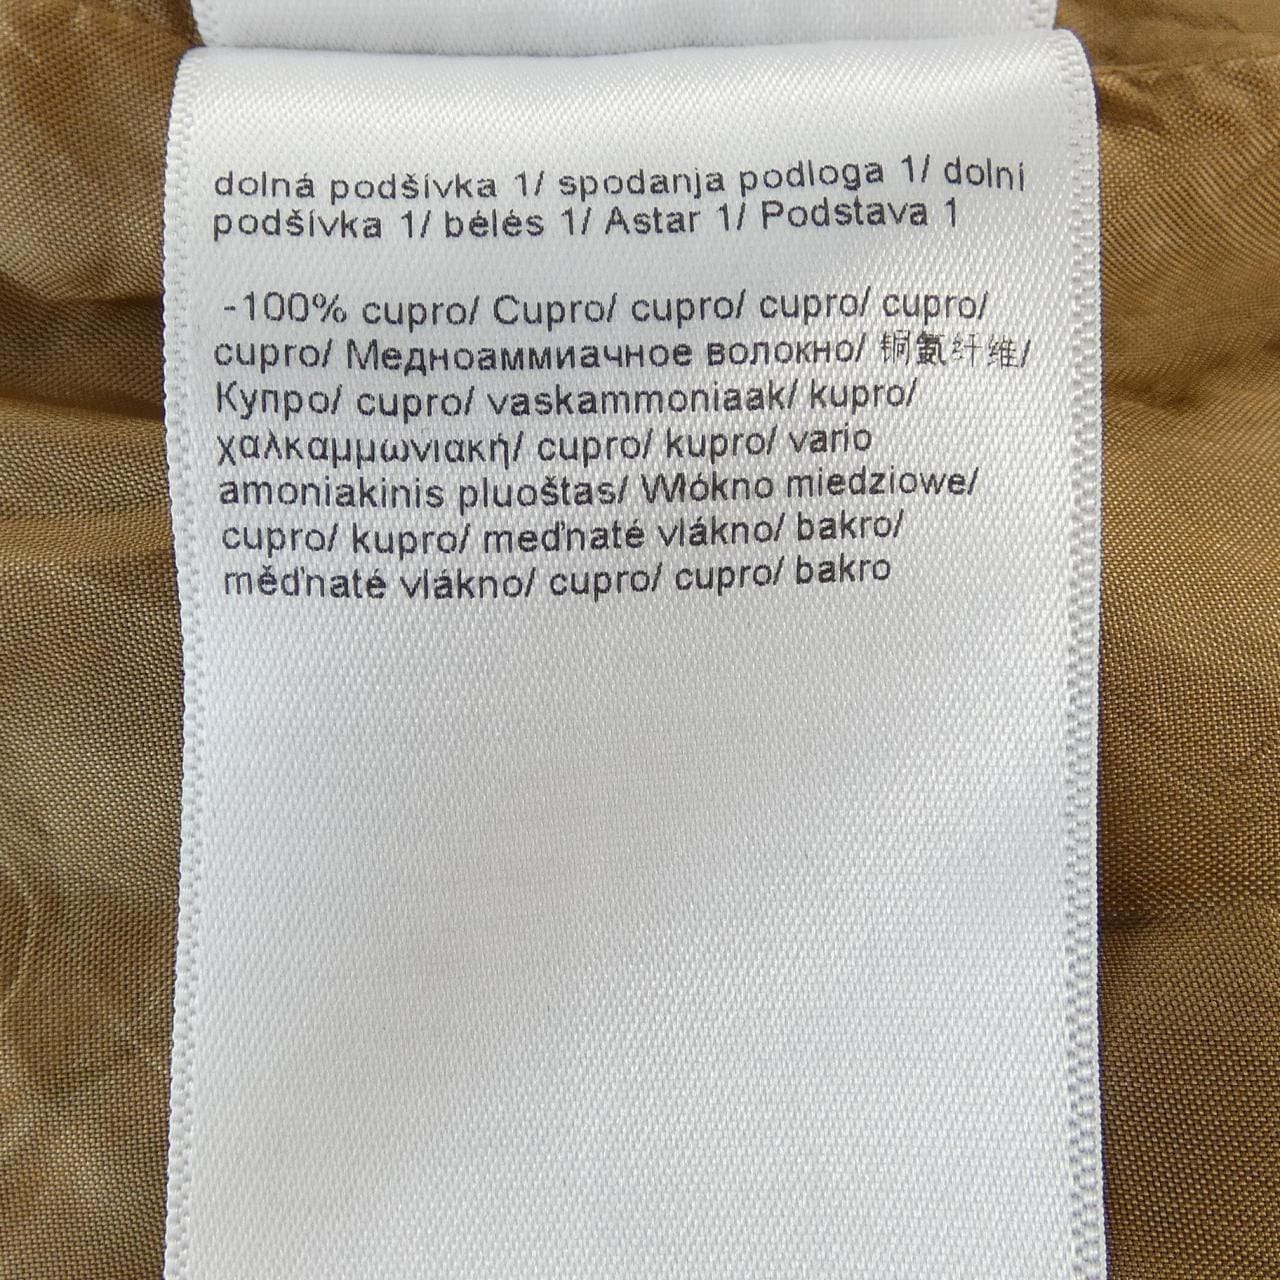 dolná podšívka 1/ spodanja podloga 1/ dolní
podšívka 1/ bélés 1/ Astar 1/ Podstava 1
-100% cupro/ Cupro/ cupro/ cupro/ cupro/
cupro/ Медноаммиачное волокно/ 铜氨纤维/
Купро/ cupro/ vaskammoniaak/ kupro/
χαλκαμμωνιακή/ cupro/ kupro/ vario
amoniakinis pluoštas/ Włókno miedziowe/
cupro/ kupro/ meďnaté vlákno/ bakro/
měďnaté vlákno/ cupro/ cupro/ bakro